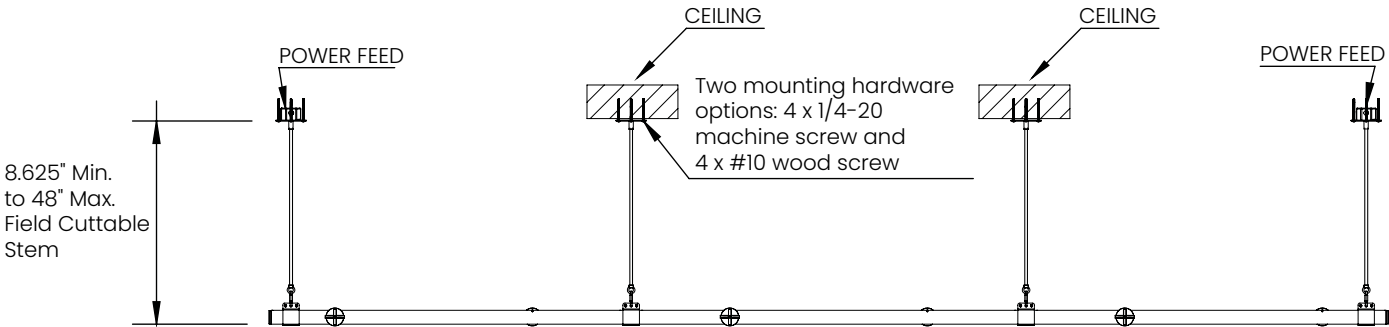 CEILING
CEILING
POWER FEED
POWER FEED
Two mounting hardware
options: 4 x 1/4-20
machine screw and
4 x #10 wood screw
8.625" Min.
to 48" Max.
Field Cuttable
Stem